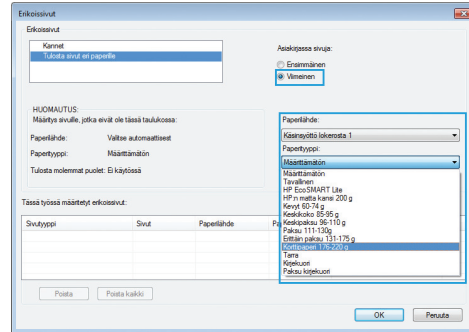 Erikoissivut
Erikoissivut
Kannet
Tulosta sivut eri paperille
Asiakirjassa sivuja:
Ensimmäinen
Viimeinen
HUOMAUTUS:
Määritys sivuille, jotka eivät ole tässä taulukossa:
Paperilähde: Valitse automaattisest
Paperityyppi: Määrittämätön
Tulosta molemmat puolet: Ei käytössä
Paperilähde:
Käsinsyöttö lokerosta 1
Paperityyppi:
Määrittämätön
Määrittämätön
Tavallinen
HP EcoSMART Lite
HP:n matta kansi 200 g
Kevyt 60-74 g
Keskikoko 85-95 g
Keskipaksu 96-110 g
Paksu 111-130g
Erittäin paksu 131-175 g
Korttipaperi 176-220 g
Tarra
Kirjekuori
Paksu kirjekuori
Tässä työssä määritetyt erikoissivut:
Sivutyyppi Sivut Paperilähde Pa
Poista Poista kaikki
OK Peruuta